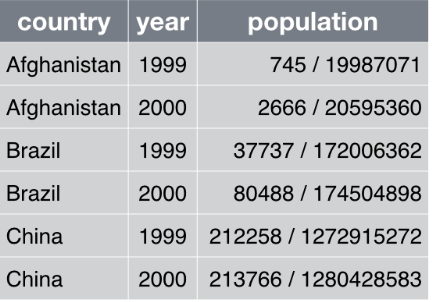 country year population
Afghanistan 1999 745 / 19987071
Afghanistan 2000 2666 / 20595360
Brazil 1999 37737 / 172006362
Brazil 2000 80488 / 174504898
China 1999 212258 / 1272915272
China 2000 213766 / 1280428583